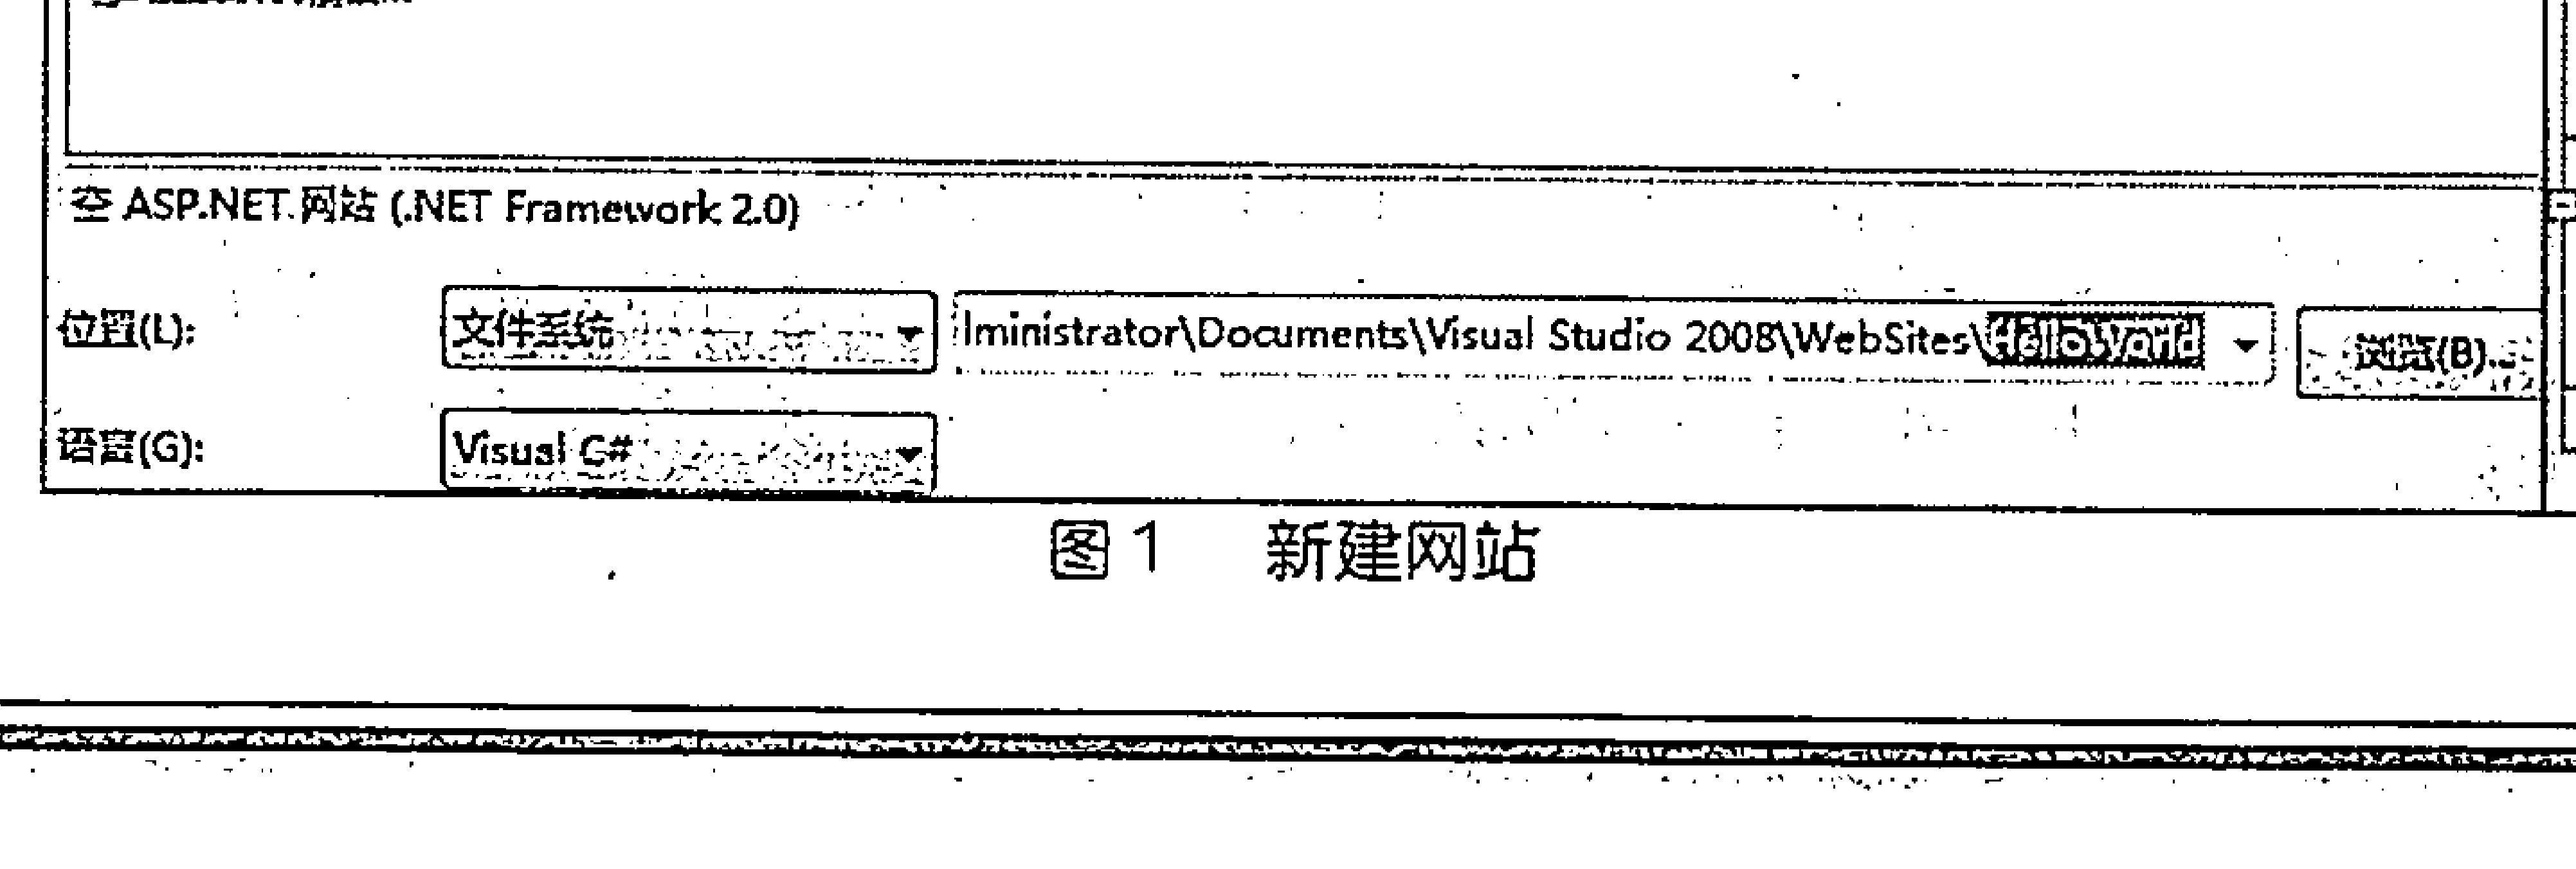 空 ASP.NET 网站 (.NET Framework 2.0)
位置(L): 文件系统 lministrator\Documents\Visual Studio 2008\WebSites\HelloWorld 浏览(B)...
语言(G): Visual C#
图 1 新建网站